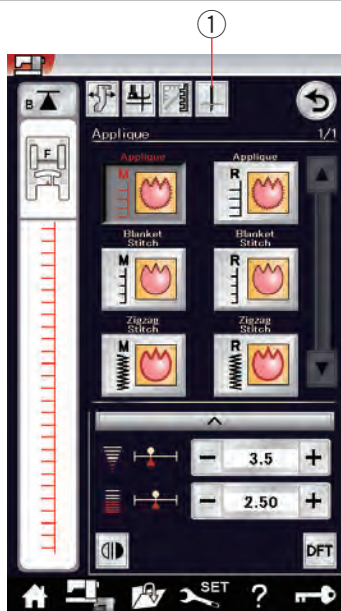 1
B
F
Applique 1/1
Applique Applique
M R
Blanket Stitch Blanket Stitch
M R
Zigzag Stitch Zigzag Stitch
M R
− 3.5 +
− 2.50 +
DFT
SET ?